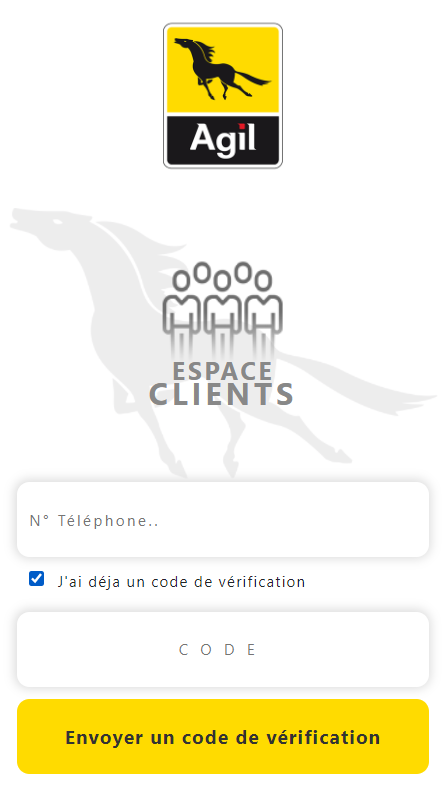 Agil
ESPACE
CLIENTS
N° Téléphone..
J'ai déja un code de vérification
C O D E
Envoyer un code de vérification